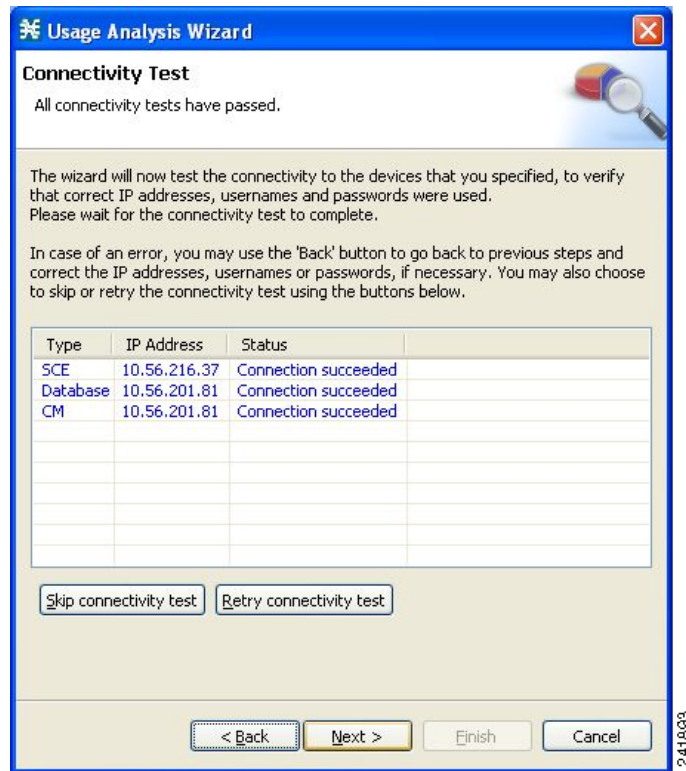 Usage Analysis Wizard
Connectivity Test
All connectivity tests have passed.
The wizard will now test the connectivity to the devices that you specified, to verify
that correct IP addresses, usernames and passwords were used.
Please wait for the connectivity test to complete.
In case of an error, you may use the 'Back' button to go back to previous steps and
correct the IP addresses, usernames or passwords, if necessary. You may also choose
to skip or retry the connectivity test using the buttons below.
Type IP Address Status
SCE 10.56.216.37 Connection succeeded
Database 10.56.201.81 Connection succeeded
CM 10.56.201.81 Connection succeeded
Skip connectivity test Retry connectivity test
< Back Next > Finish Cancel
241893